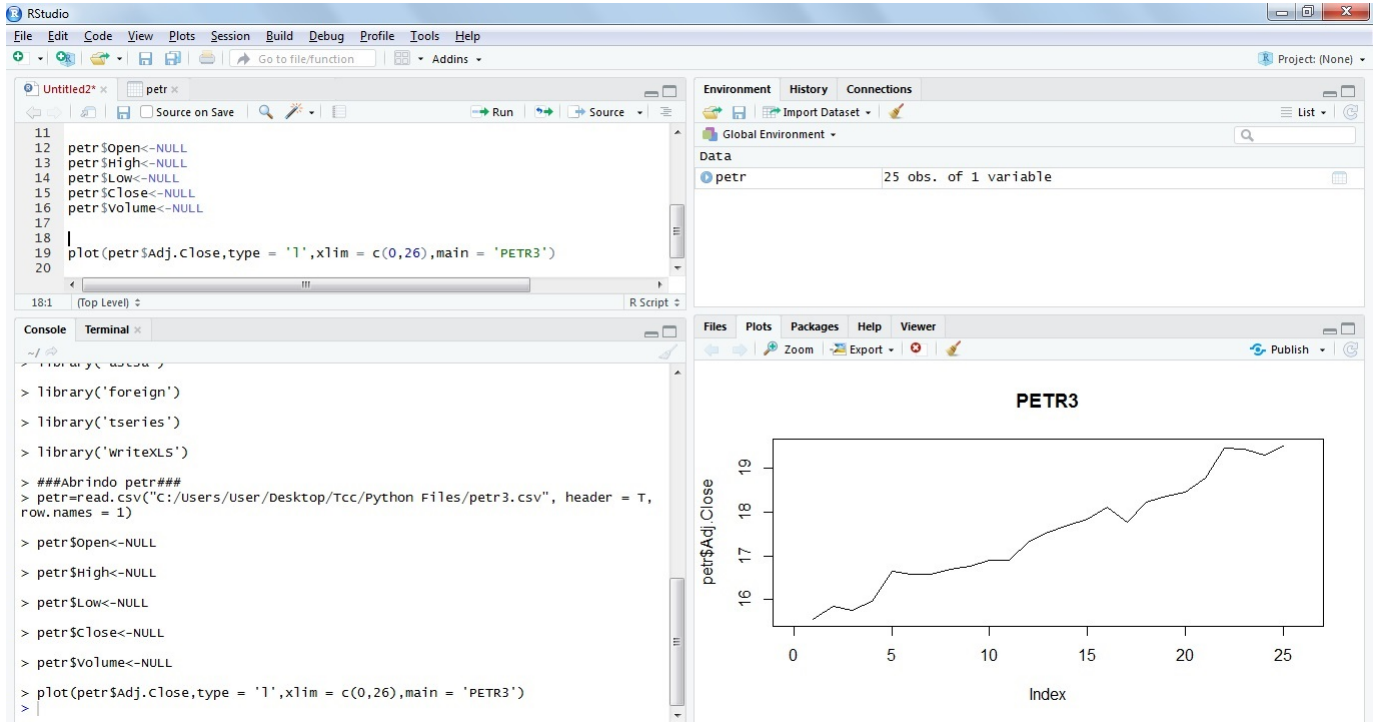 RStudio
File Edit Code View Plots Session Build Debug Profile Tools Help
Go to file/function Addins
Project: (None)
Untitled2* petr
Source on Save Run Source
11
12 petr$Open<-NULL
13 petr$High<-NULL
14 petr$Low<-NULL
15 petr$Close<-NULL
16 petr$Volume<-NULL
17
18
19 plot(petr$Adj.Close,type = 'l',xlim = c(0,26),main = 'PETR3')
20
18:1 (Top Level) R Script
Console Terminal
~/
> library('astsa')
> library('foreign')
> library('tseries')
> library('WriteXLS')
> ###Abrindo petr###
> petr=read.csv("C:/Users/User/Desktop/Tcc/Python Files/petr3.csv", header = T,
row.names = 1)
> petr$Open<-NULL
> petr$High<-NULL
> petr$Low<-NULL
> petr$Close<-NULL
> petr$Volume<-NULL
> plot(petr$Adj.Close,type = 'l',xlim = c(0,26),main = 'PETR3')
>
Environment History Connections
Import Dataset List
Global Environment
Data
petr 25 obs. of 1 variable
Files Plots Packages Help Viewer
Zoom Export Publish
PETR3
petr$Adj.Close
19
18
17
16
0 5 10 15 20 25
Index